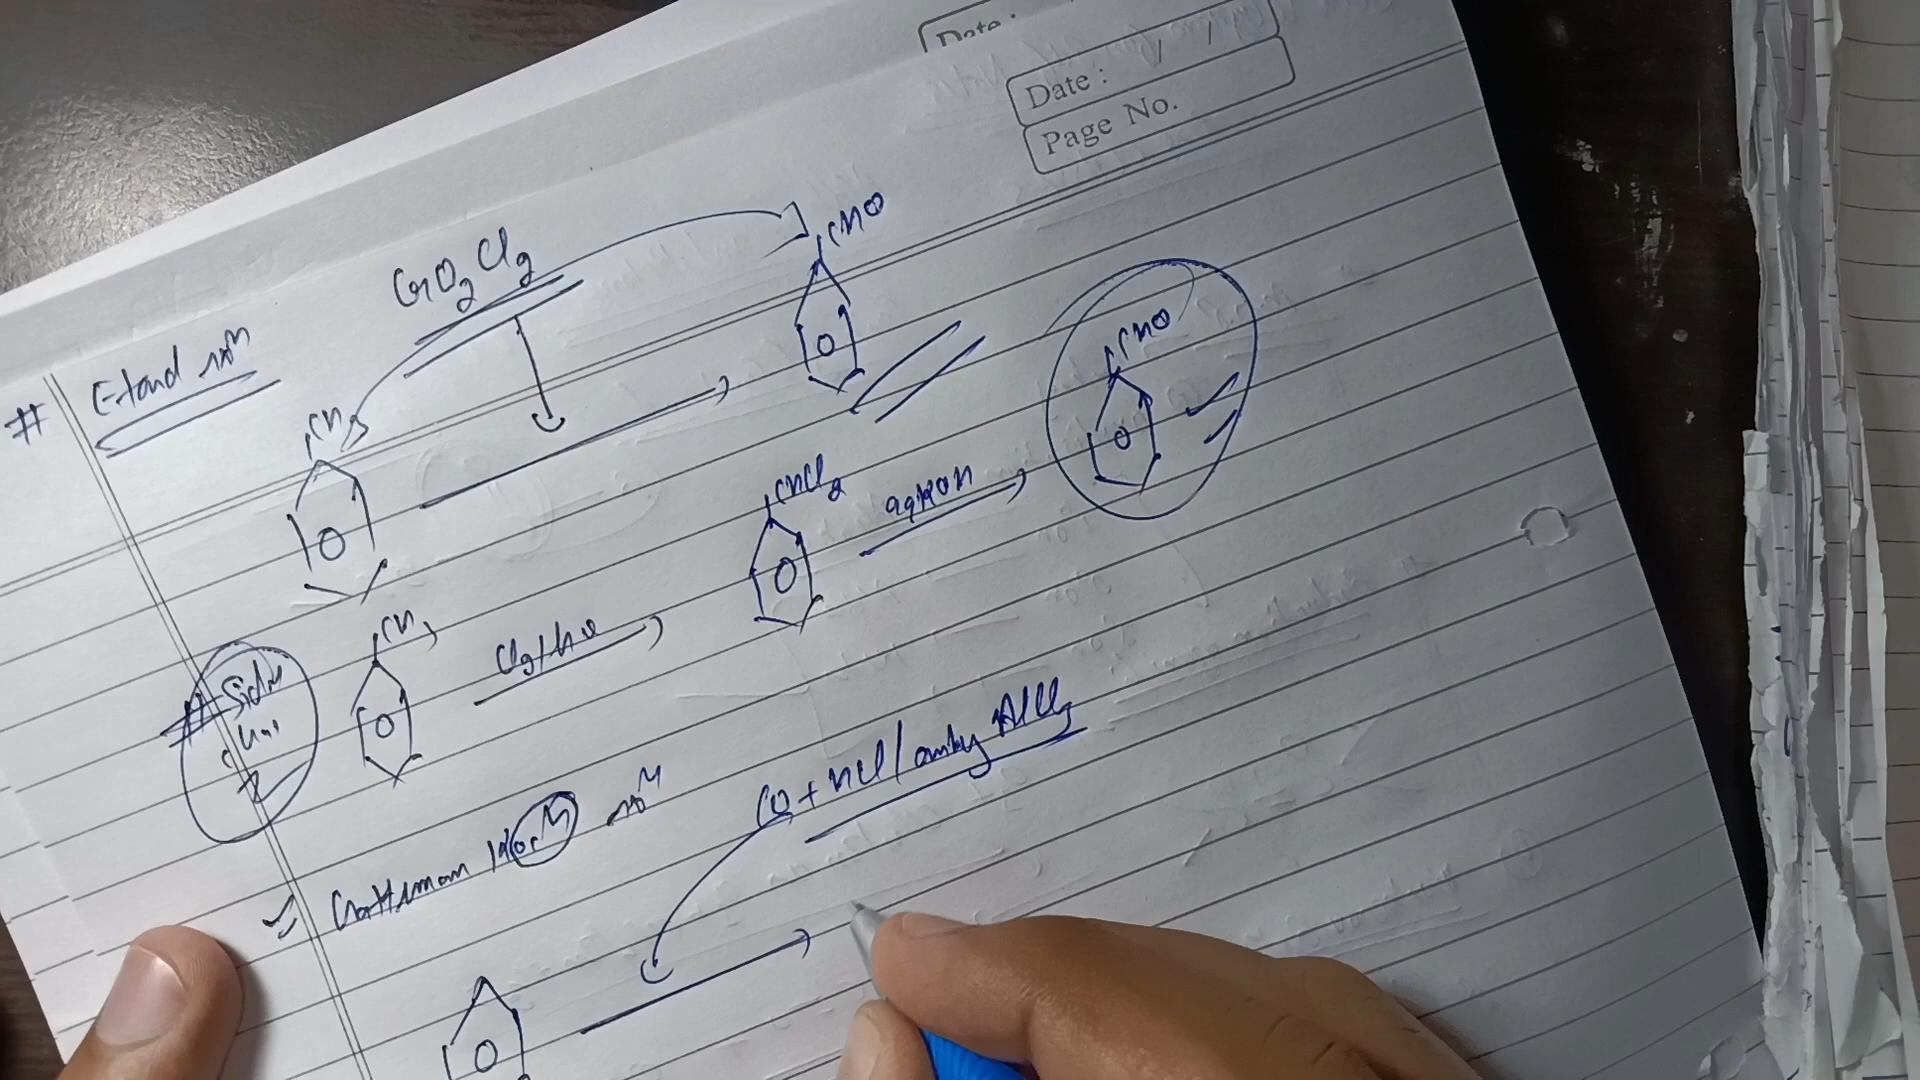 Date :
Date :
Page No.
CrO2Cl2
CHO
# Etard rxn
CH3
CHO
CHCl2
aq KOH
CH3
Cl2/hν
# Side
CO + HCl / anhy AlCl3
Gattermann Koch rxn